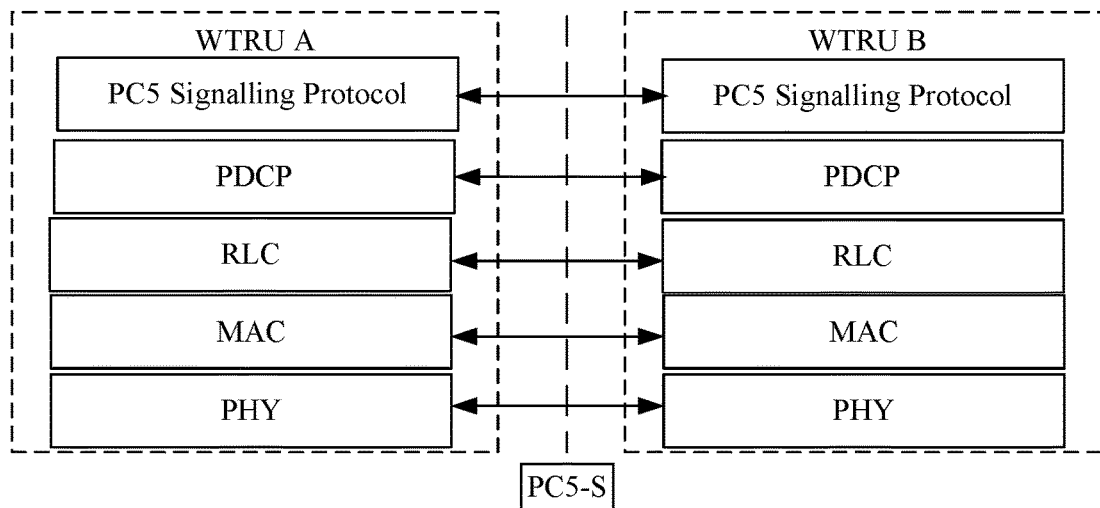 WTRU A
WTRU B
PC5 Signalling Protocol
PC5 Signalling Protocol
PDCP
PDCP
RLC
RLC
MAC
MAC
PHY
PHY
PC5-S